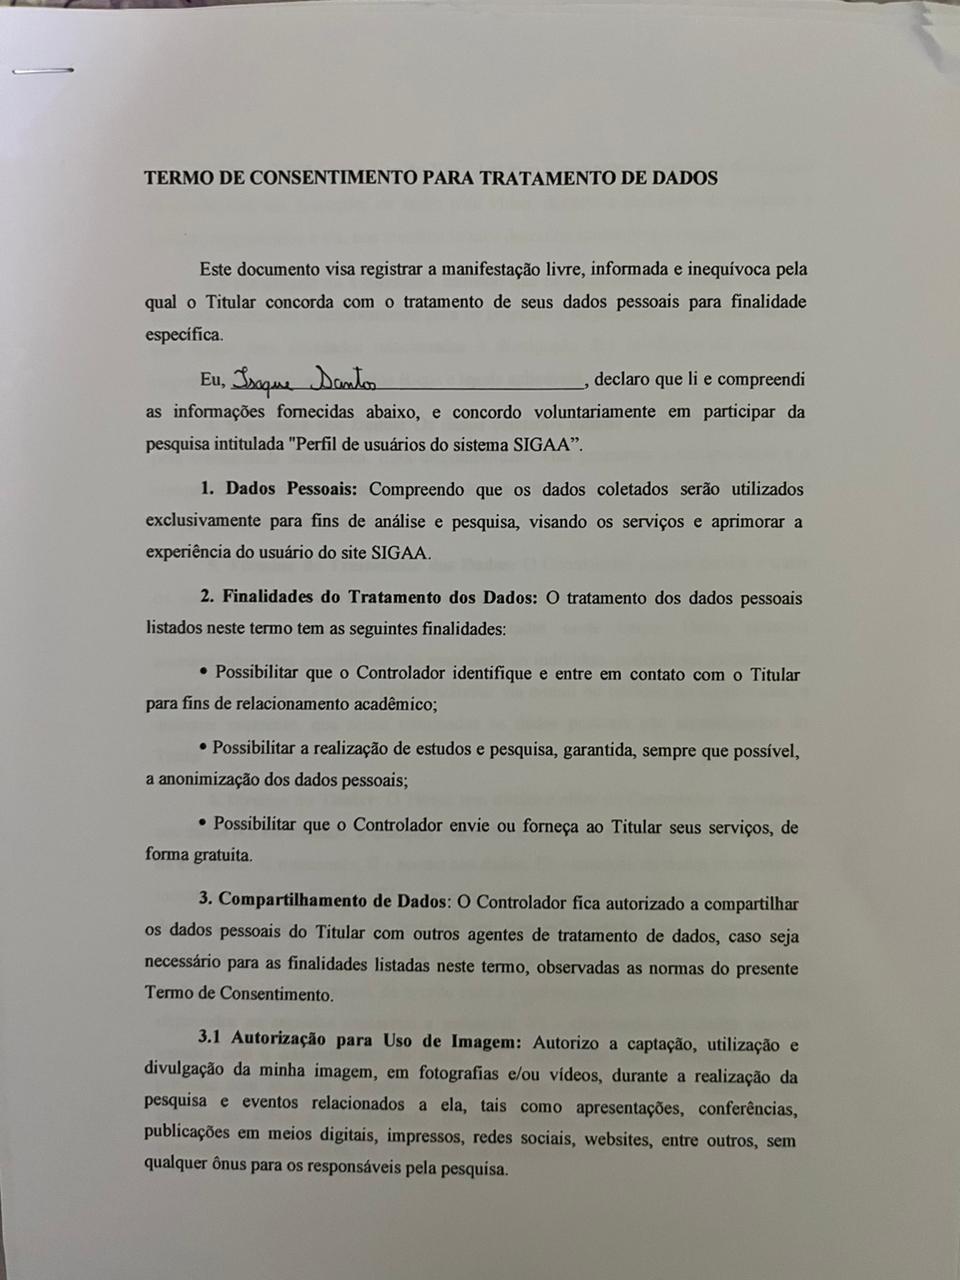 TERMO DE CONSENTIMENTO PARA TRATAMENTO DE DADOS
Este documento visa registrar a manifestação livre, informada e inequívoca pela
qual o Titular concorda com o tratamento de seus dados pessoais para finalidade
específica.
Eu, Isaque Dantos, declaro que li e compreendi
as informações fornecidas abaixo, e concordo voluntariamente em participar da
pesquisa intitulada "Perfil de usuários do sistema SIGAA”.
1. Dados Pessoais: Compreendo que os dados coletados serão utilizados
exclusivamente para fins de análise e pesquisa, visando os serviços e aprimorar a
experiência do usuário do site SIGAA.
2. Finalidades do Tratamento dos Dados: O tratamento dos dados pessoais
listados neste termo tem as seguintes finalidades:
• Possibilitar que o Controlador identifique e entre em contato com o Titular
para fins de relacionamento acadêmico;
• Possibilitar a realização de estudos e pesquisa, garantida, sempre que possível,
a anonimização dos dados pessoais;
• Possibilitar que o Controlador envie ou forneça ao Titular seus serviços, de
forma gratuita.
3. Compartilhamento de Dados: O Controlador fica autorizado a compartilhar
os dados pessoais do Titular com outros agentes de tratamento de dados, caso seja
necessário para as finalidades listadas neste termo, observadas as normas do presente
Termo de Consentimento.
3.1 Autorização para Uso de Imagem: Autorizo a captação, utilização e
divulgação da minha imagem, em fotografias e/ou vídeos, durante a realização da
pesquisa e eventos relacionados a ela, tais como apresentações, conferências,
publicações em meios digitais, impressos, redes sociais, websites, entre outros, sem
qualquer ônus para os responsáveis pela pesquisa.